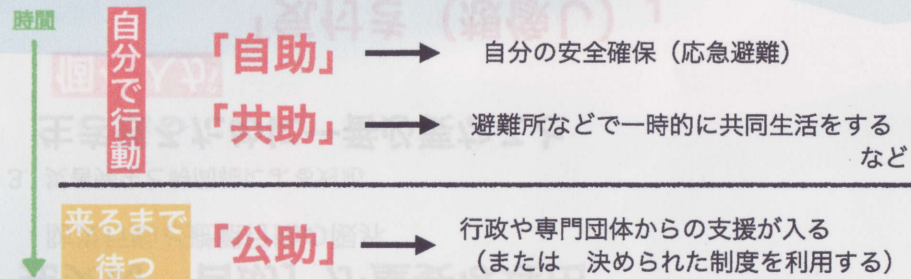 時間
自分で行動
「自助」 → 自分の安全確保（応急避難）
「共助」 → 避難所などで一時的に共同生活をする
など
来るまで
待つ
「公助」 → 行政や専門団体からの支援が入る
（または　決められた制度を利用する）